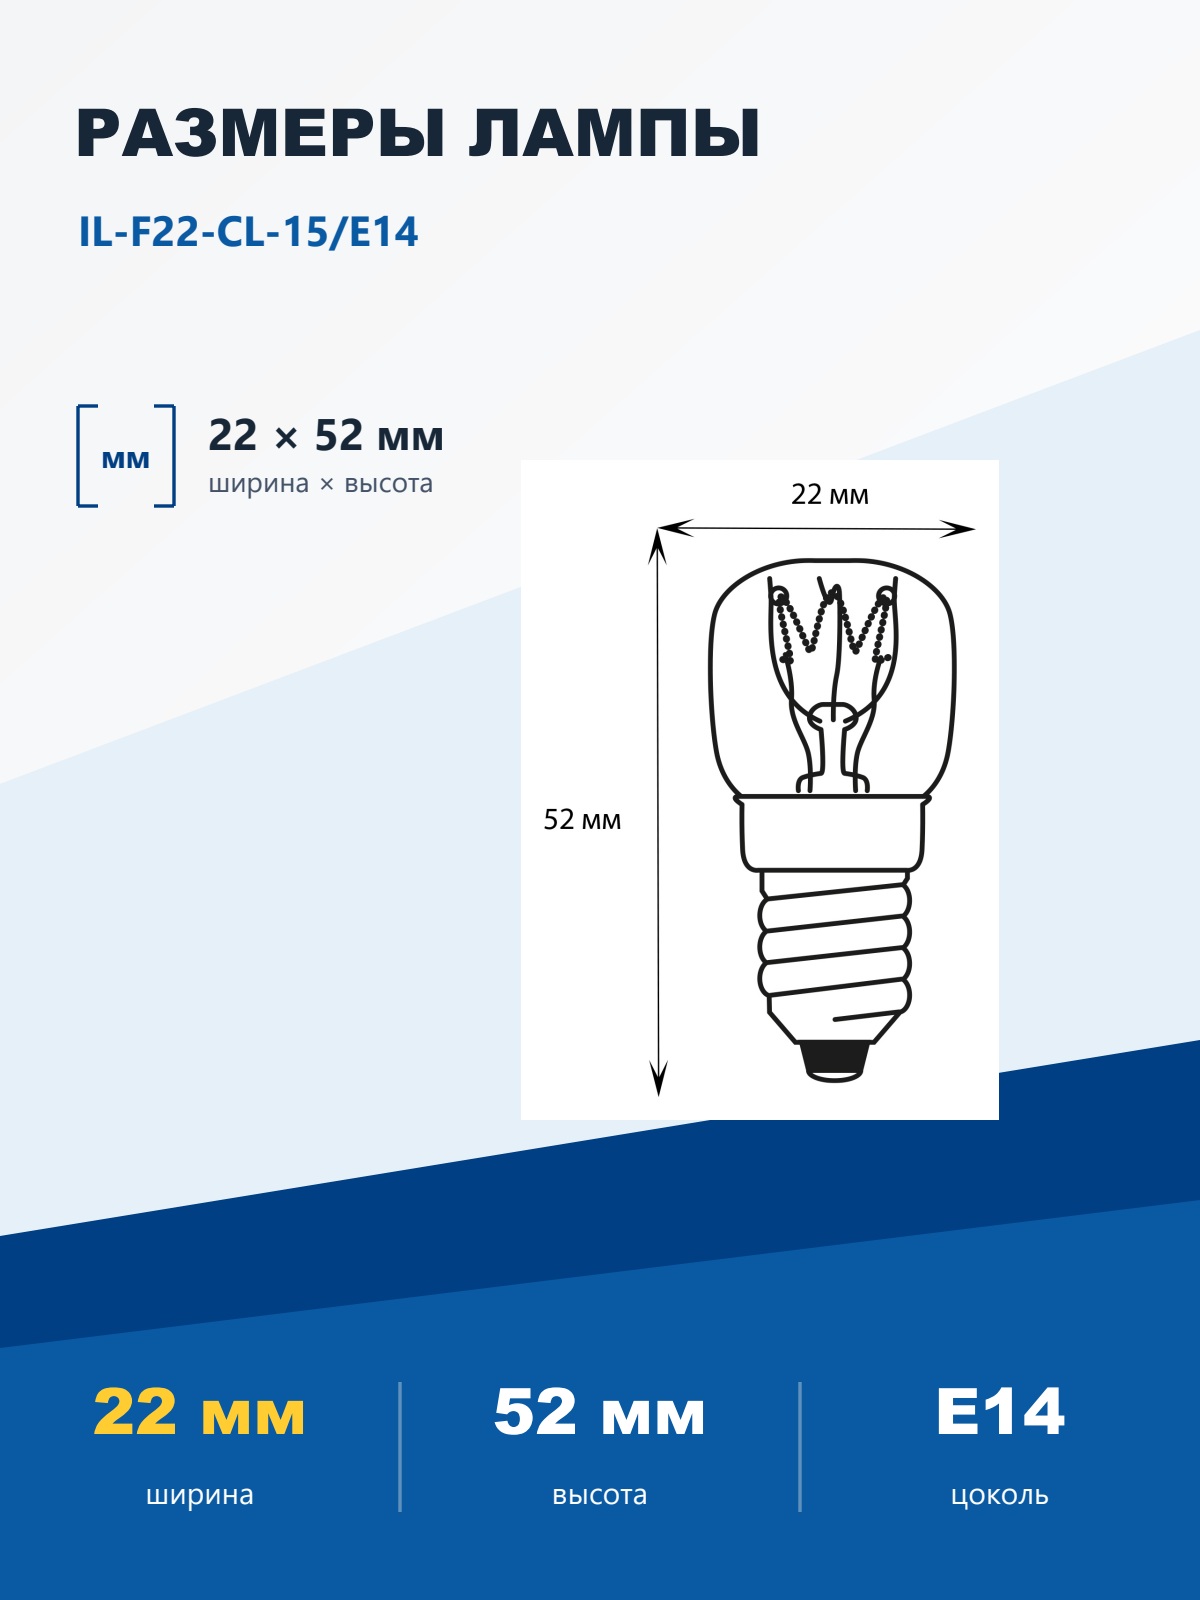 РАЗМЕРЫ ЛАМПЫ
IL-F22-CL-15/E14
мм
22 × 52 мм
ширина × высота
22 мм
52 мм
22 мм
ширина
52 мм
высота
E14
цоколь